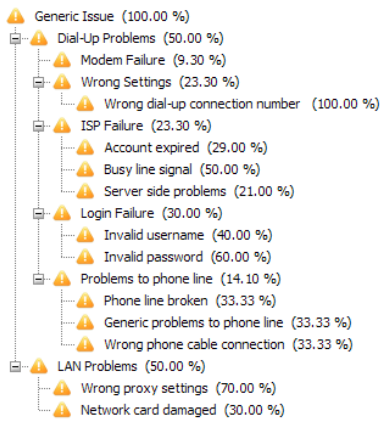 Generic Issue (100.00 %)
Dial-Up Problems (50.00 %)
Modem Failure (9.30 %)
Wrong Settings (23.30 %)
Wrong dial-up connection number (100.00 %)
ISP Failure (23.30 %)
Account expired (29.00 %)
Busy line signal (50.00 %)
Server side problems (21.00 %)
Login Failure (30.00 %)
Invalid username (40.00 %)
Invalid password (60.00 %)
Problems to phone line (14.10 %)
Phone line broken (33.33 %)
Generic problems to phone line (33.33 %)
Wrong phone cable connection (33.33 %)
LAN Problems (50.00 %)
Wrong proxy settings (70.00 %)
Network card damaged (30.00 %)